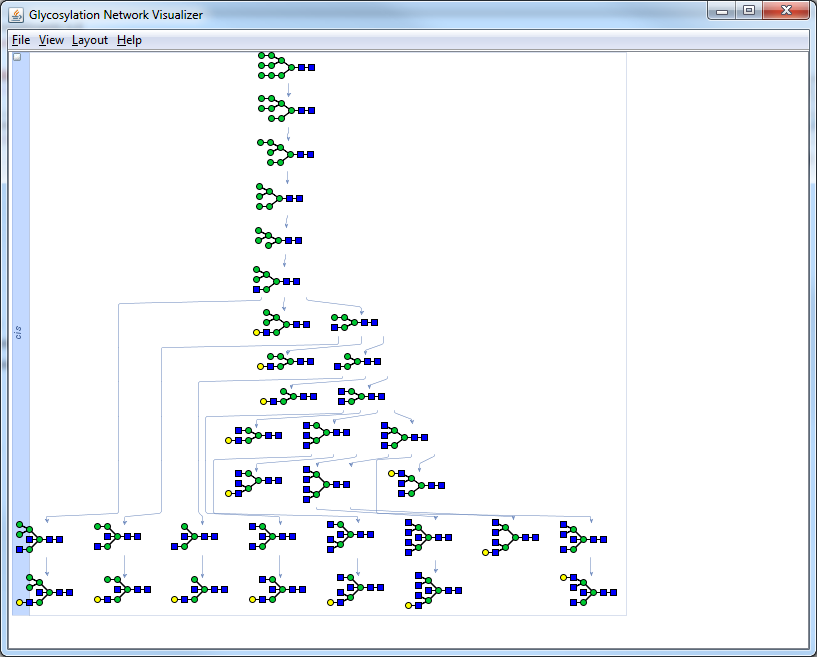 Glycosylation Network Visualizer
File View Layout Help
cis